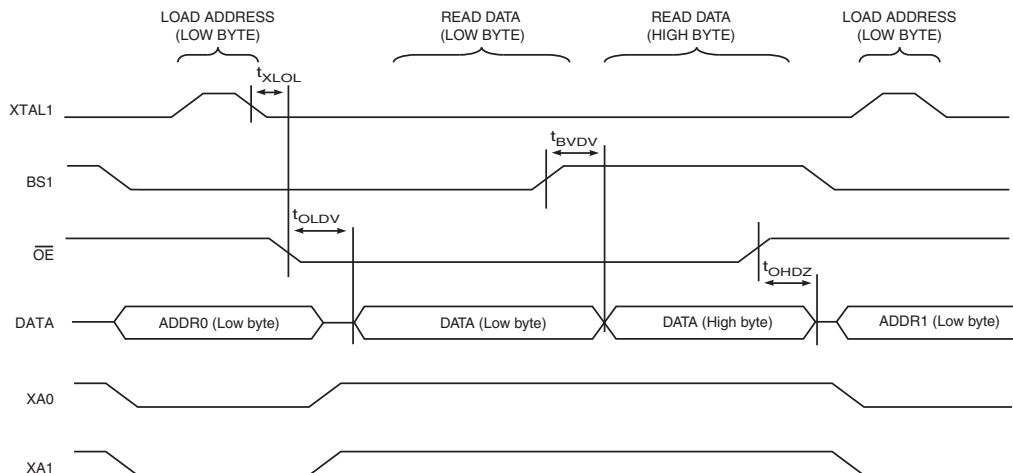 LOAD ADDRESS
(LOW BYTE)
READ DATA
(LOW BYTE)
READ DATA
(HIGH BYTE)
LOAD ADDRESS
(LOW BYTE)
tXLOL
XTAL1
tBVDV
BS1
tOLDV
OE
tOHDZ
DATA
ADDR0 (Low byte)
DATA (Low byte)
DATA (High byte)
ADDR1 (Low byte)
XA0
XA1